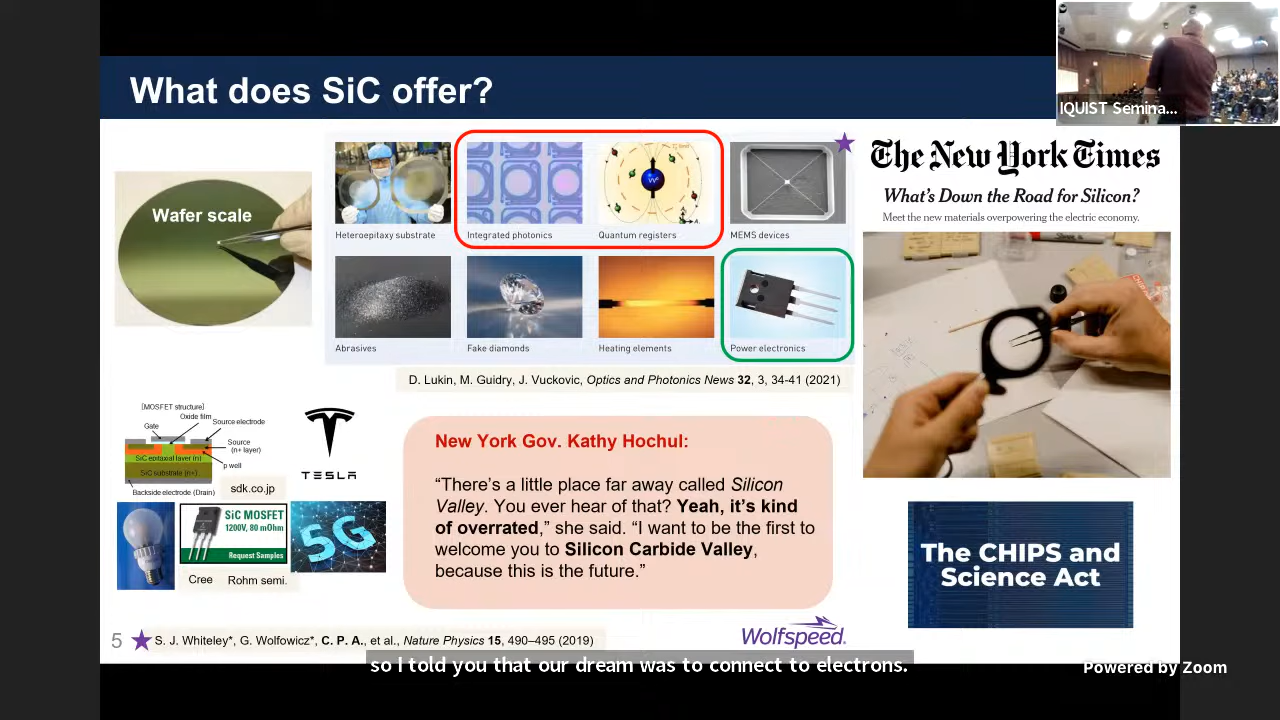 What does SiC offer?
IQUIST Semina...
Wafer scale
Heteroepitaxy substrate
Integrated photonics
Quantum registers
MEMS devices
Abrasives
Fake diamonds
Heating elements
Power electronics
D. Lukin, M. Guidry, J. Vuckovic, Optics and Photonics News 32, 3, 34-41 (2021)
The New York Times
What's Down the Road for Silicon?
Meet the new materials overpowering the electric economy.
[MOSFET structure]
Oxide film
Gate
Source electrode
Source
(n+ layer)
p well
SiC epitaxial layer (n)
SiC substrate (n+)
Backside electrode (Drain)
sdk.co.jp
TESLA
SiC MOSFET
1200V, 80 mOhm
Request Samples
Cree
Rohm semi.
5G
New York Gov. Kathy Hochul:
“There’s a little place far away called Silicon
Valley. You ever hear of that? Yeah, it’s kind
of overrated,” she said. “I want to be the first to
welcome you to Silicon Carbide Valley,
because this is the future.”
The CHIPS and
Science Act
5
S. J. Whiteley*, G. Wolfowicz*, C. P. A., et al., Nature Physics 15, 490–495 (2019)
Wolfspeed.
so I told you that our dream was to connect to electrons.
Powered by Zoom